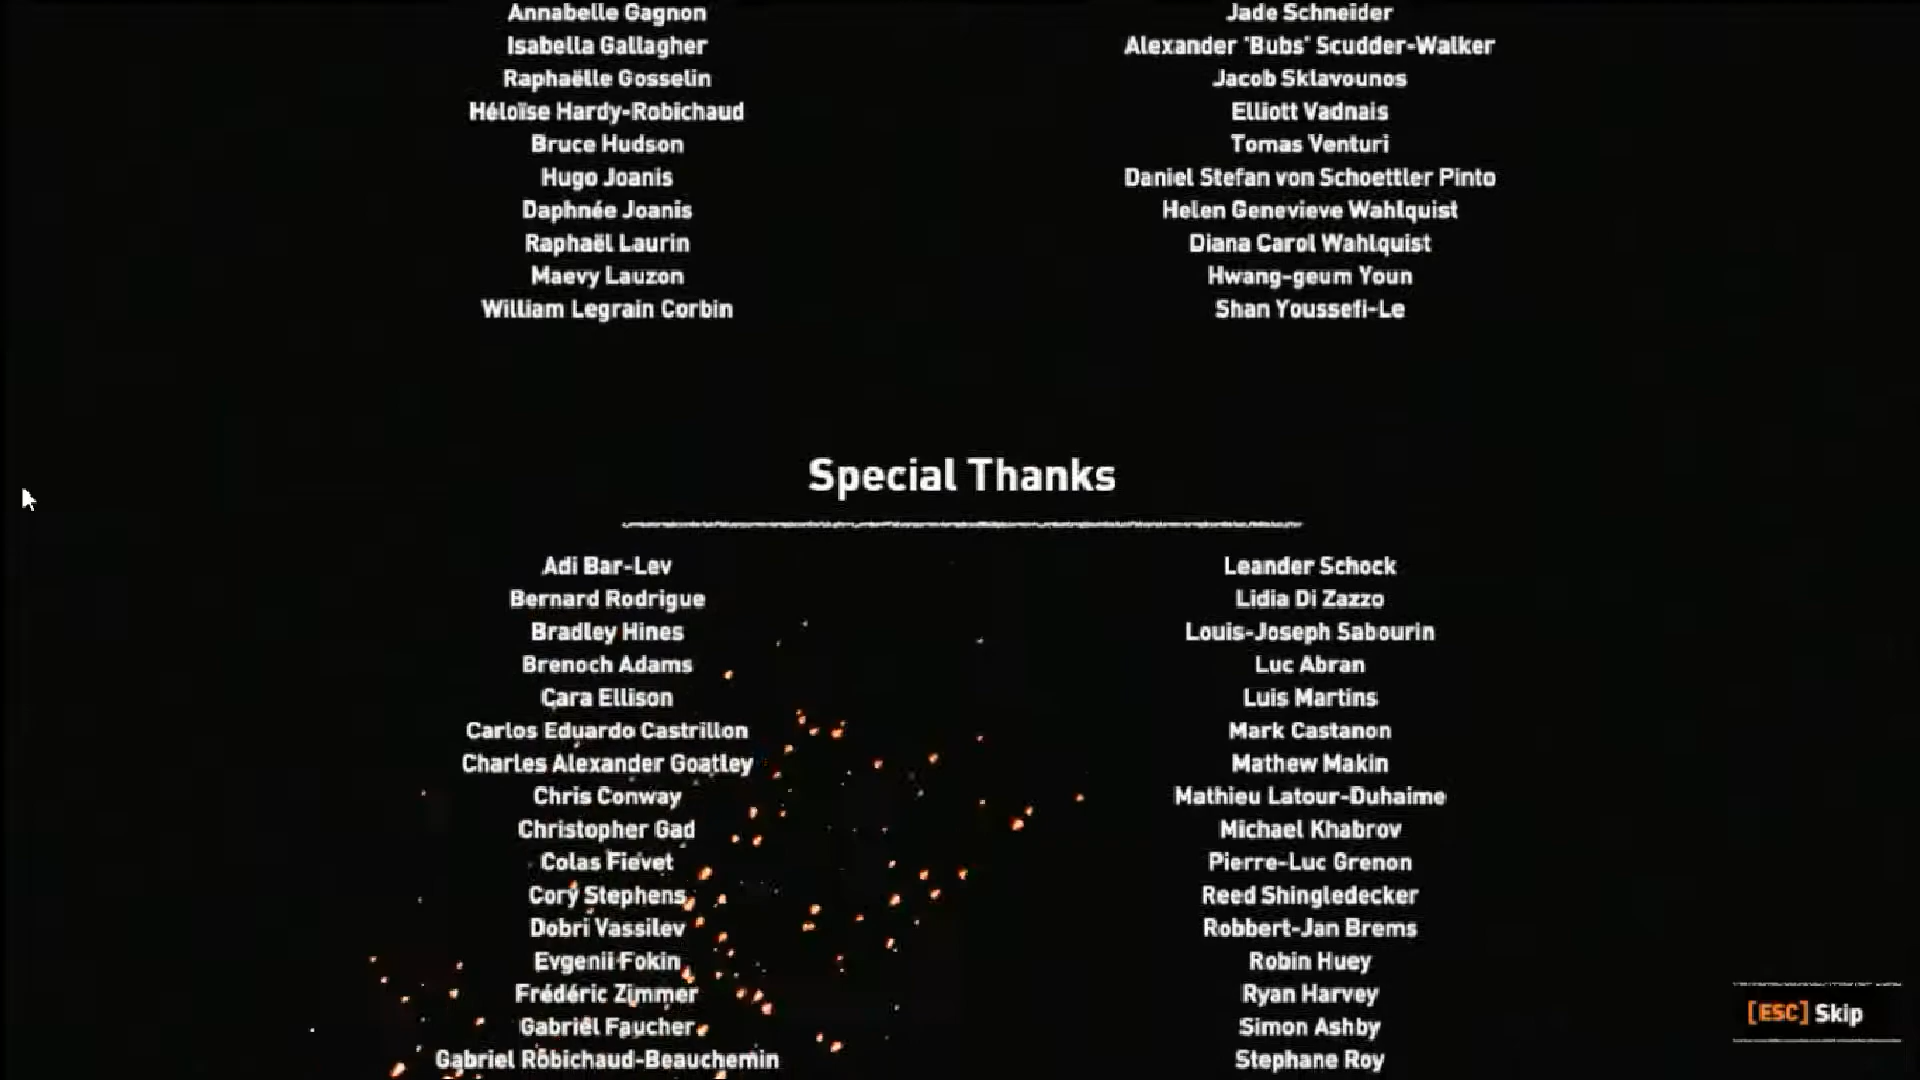 Annabelle Gagnon
Isabella Gallagher
Raphaëlle Gosselin
Héloïse Hardy-Robichaud
Bruce Hudson
Hugo Joanis
Daphnée Joanis
Raphaël Laurin
Maevy Lauzon
William Legrain Corbin
Jade Schneider
Alexander 'Bubs' Scudder-Walker
Jacob Sklavounos
Elliott Vadnais
Tomas Venturi
Daniel Stefan von Schoettler Pinto
Helen Genevieve Wahlquist
Diana Carol Wahlquist
Hwang-geum Youn
Shan Youssefi-Le
Special Thanks
Adi Bar-Lev
Bernard Rodrigue
Bradley Hines
Brenoch Adams
Cara Ellison
Carlos Eduardo Castrillon
Charles Alexander Goatley
Chris Conway
Christopher Gad
Colas Fievet
Cory Stephens
Dobri Vassilev
Evgenii Fokin
Frédéric Zimmer
Gabriel Faucher
Gabriel Robichaud-Beauchemin
Leander Schock
Lidia Di Zazzo
Louis-Joseph Sabourin
Luc Abran
Luis Martins
Mark Castanon
Mathew Makin
Mathieu Latour-Duhaime
Michael Khabrov
Pierre-Luc Grenon
Reed Shingledecker
Robbert-Jan Brems
Robin Huey
Ryan Harvey
Simon Ashby
Stephane Roy
[ESC] Skip